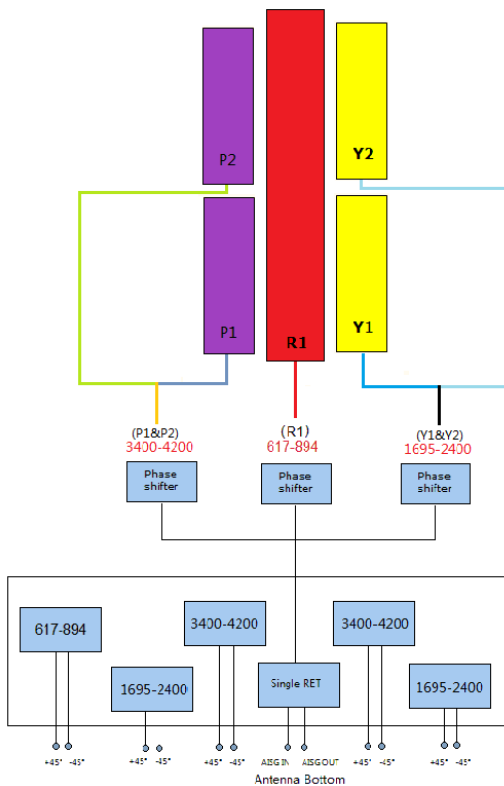 P2
Y2
P1
R1
Y1
(P1&P2)
3400-4200
(R1)
617-894
(Y1&Y2)
1695-2400
Phase
shifter
Phase
shifter
Phase
shifter
617-894
3400-4200
3400-4200
1695-2400
Single RET
1695-2400
+45° -45° +45° -45° +45° -45° AISG IN AISG OUT +45° -45° +45° -45°
Antenna Bottom